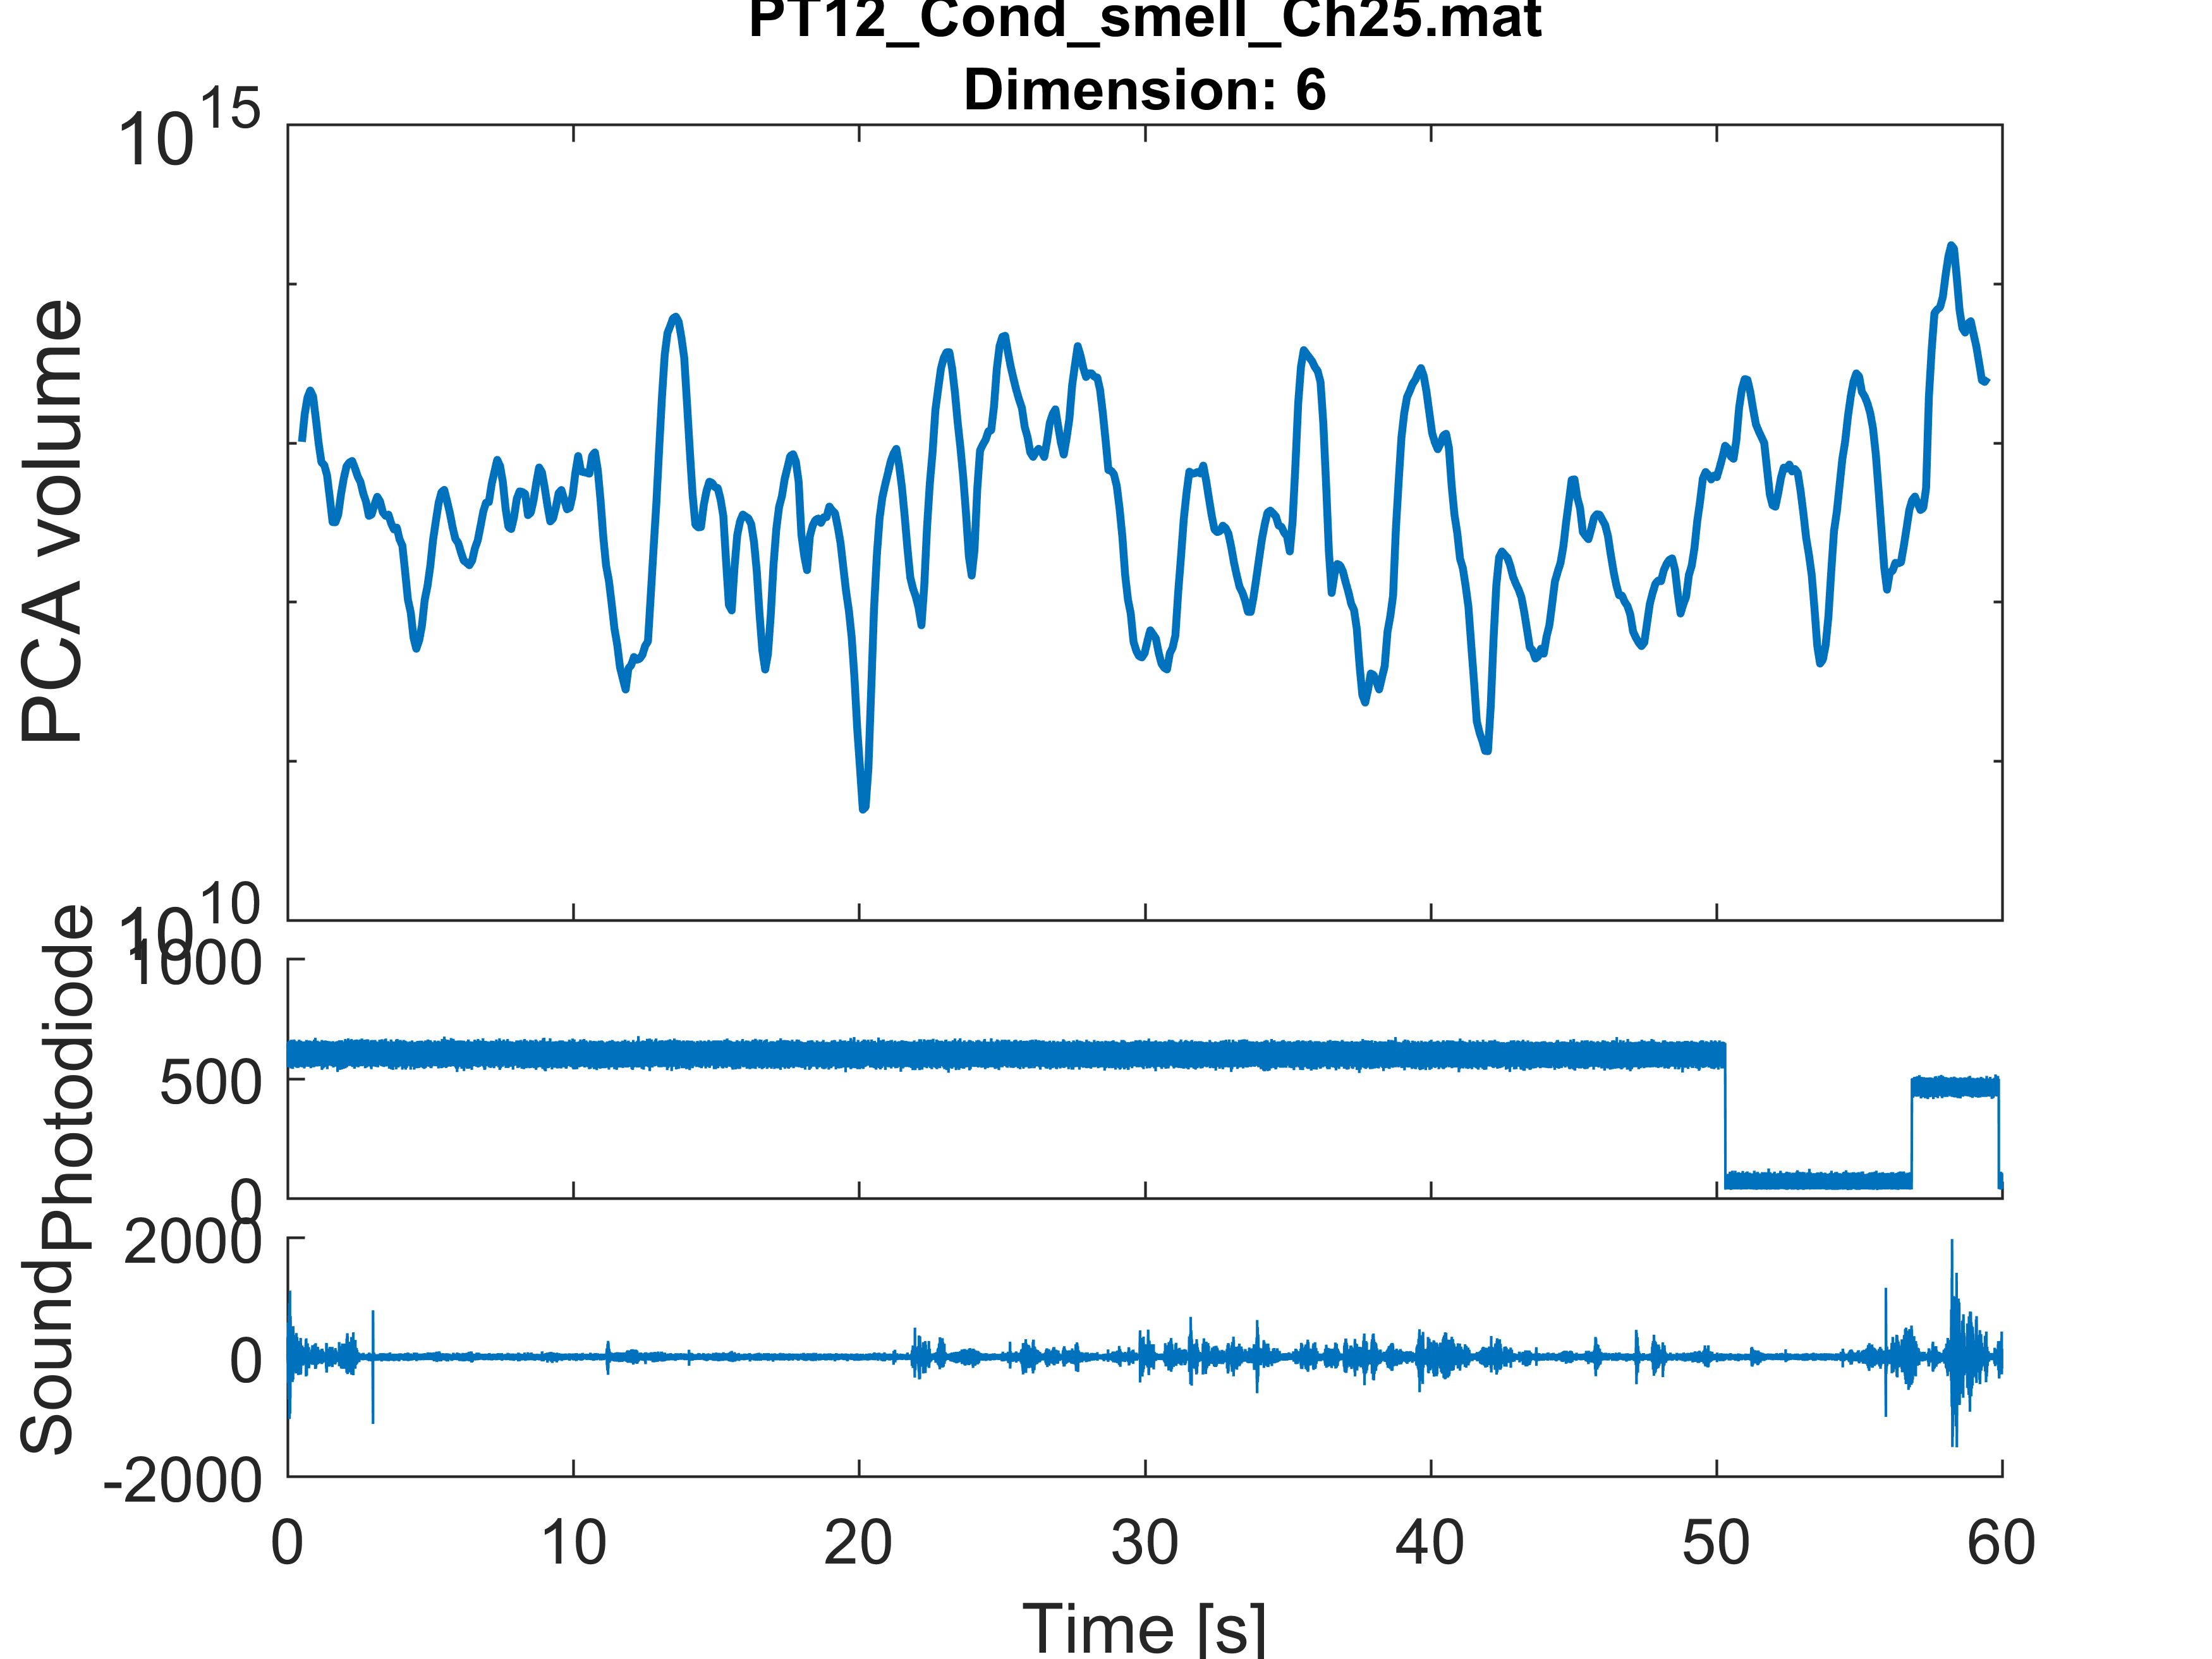 PT12_Cond_smell_Ch25.mat
Dimension: 6
10^15
PCA volume
10^10
1000
500
0
Photodiode
2000
0
-2000
Sound
0 10 20 30 40 50 60
Time [s]